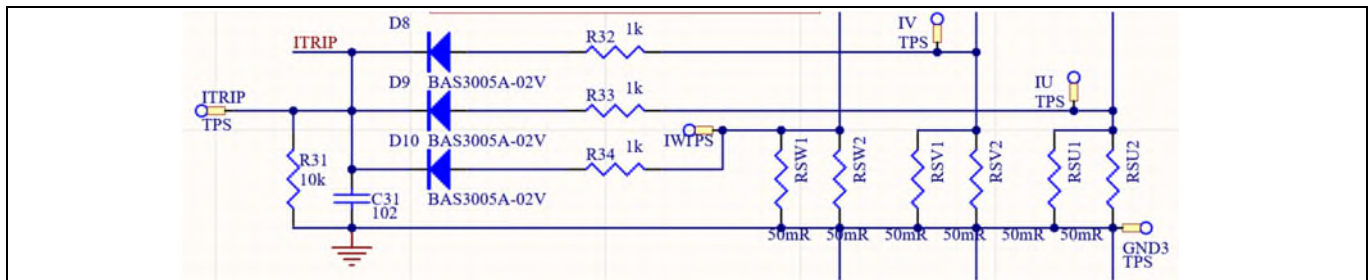 D8
ITRIP
R32 1k
IV
TPS
D9 BAS3005A-02V
ITRIP
TPS
R33 1k
IU
TPS
D10 BAS3005A-02V
R34 1k
IWTPS
R31
10k
C31
102
BAS3005A-02V
RSW1
RSW2
RSV1
RSV2
RSU1
RSU2
50mR 50mR 50mR 50mR 50mR 50mR
GND3
TPS